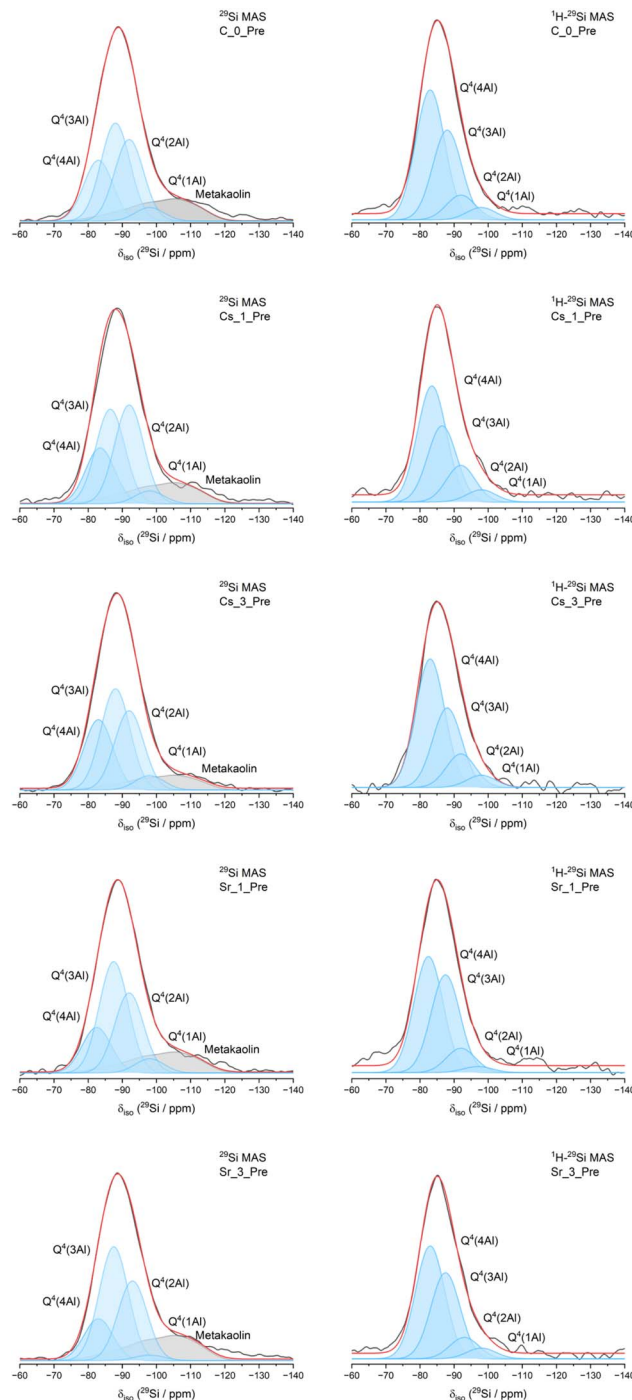 ²⁹Si MAS
C_0_Pre
Q⁴(3Al)
Q⁴(2Al)
Q⁴(4Al)
Q⁴(1Al)
Metakaolin
−60 −70 −80 −90 −100 −110 −120 −130 −140
δiso (²⁹Si / ppm)
¹H-²⁹Si MAS
C_0_Pre
Q⁴(4Al)
Q⁴(3Al)
Q⁴(2Al)
Q⁴(1Al)
−60 −70 −80 −90 −100 −110 −120 −130 −140
δiso (²⁹Si / ppm)
²⁹Si MAS
Cs_1_Pre
Q⁴(3Al)
Q⁴(2Al)
Q⁴(4Al)
Q⁴(1Al)
Metakaolin
−60 −70 −80 −90 −100 −110 −120 −130 −140
δiso (²⁹Si / ppm)
¹H-²⁹Si MAS
Cs_1_Pre
Q⁴(4Al)
Q⁴(3Al)
Q⁴(2Al)
Q⁴(1Al)
−60 −70 −80 −90 −100 −110 −120 −130 −140
δiso (²⁹Si / ppm)
²⁹Si MAS
Cs_3_Pre
Q⁴(3Al)
Q⁴(2Al)
Q⁴(4Al)
Q⁴(1Al)
Metakaolin
−60 −70 −80 −90 −100 −110 −120 −130 −140
δiso (²⁹Si / ppm)
¹H-²⁹Si MAS
Cs_3_Pre
Q⁴(4Al)
Q⁴(3Al)
Q⁴(2Al)
Q⁴(1Al)
−60 −70 −80 −90 −100 −110 −120 −130 −140
δiso (²⁹Si / ppm)
²⁹Si MAS
Sr_1_Pre
Q⁴(3Al)
Q⁴(2Al)
Q⁴(4Al)
Q⁴(1Al)
Metakaolin
−60 −70 −80 −90 −100 −110 −120 −130 −140
δiso (²⁹Si / ppm)
¹H-²⁹Si MAS
Sr_1_Pre
Q⁴(4Al)
Q⁴(3Al)
Q⁴(2Al)
Q⁴(1Al)
−60 −70 −80 −90 −100 −110 −120 −130 −140
δiso (²⁹Si / ppm)
²⁹Si MAS
Sr_3_Pre
Q⁴(3Al)
Q⁴(2Al)
Q⁴(4Al)
Q⁴(1Al)
Metakaolin
−60 −70 −80 −90 −100 −110 −120 −130 −140
δiso (²⁹Si / ppm)
¹H-²⁹Si MAS
Sr_3_Pre
Q⁴(4Al)
Q⁴(3Al)
Q⁴(2Al)
Q⁴(1Al)
−60 −70 −80 −90 −100 −110 −120 −130 −140
δiso (²⁹Si / ppm)